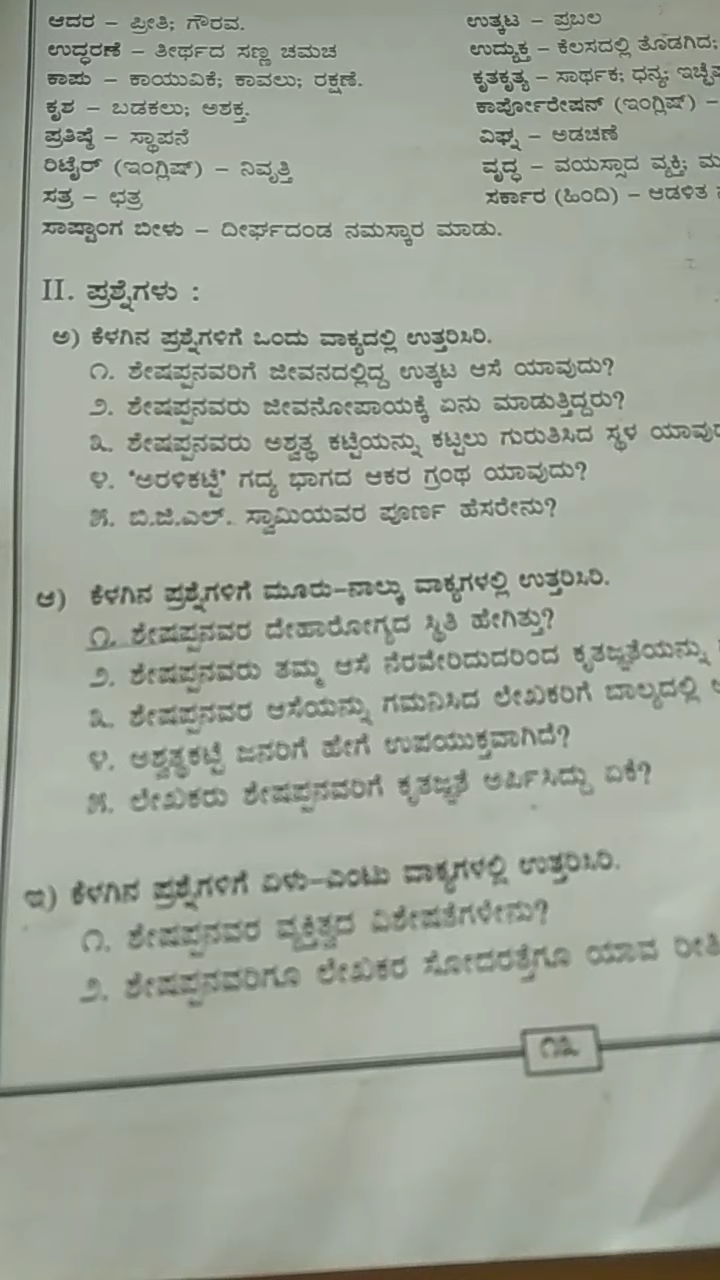 ಆದರ – ಪ್ರೀತಿ; ಗೌರವ. ಉತ್ಕಟ – ಪ್ರಬಲ
ಉದ್ಧರಣೆ – ತೀರ್ಥದ ಸಣ್ಣ ಚಮಚ ಉದ್ಯುಕ್ತ – ಕೆಲಸದಲ್ಲಿ ತೊಡಗಿದ;
ಕಾಪು – ಕಾಯುವಿಕೆ; ಕಾವಲು; ರಕ್ಷಣೆ. ಕೃತಕೃತ್ಯ – ಸಾರ್ಥಕ; ಧನ್ಯ;
ಕೃಶ – ಬಡಕಲು; ಅಶಕ್ತ. ಕಾರ್ಪೋರೇಷನ್ (ಇಂಗ್ಲಿಷ್) –
ಪ್ರತಿಷ್ಠೆ – ಸ್ಥಾಪನೆ ವಿಘ್ನ – ಅಡಚಣೆ
ರಿಟೈರ್ (ಇಂಗ್ಲಿಷ್) – ನಿವೃತ್ತಿ ವೃದ್ಧ – ವಯಸ್ಸಾದ ವ್ಯಕ್ತಿ;
ಸತ್ರ – ಛತ್ರ ಸರ್ಕಾರ (ಹಿಂದಿ) – ಆಡಳಿತ
ಸಾಷ್ಟಾಂಗ ಬೀಳು – ದೀರ್ಘದಂಡ ನಮಸ್ಕಾರ ಮಾಡು.
II. ಪ್ರಶ್ನೆಗಳು :
ಅ) ಕೆಳಗಿನ ಪ್ರಶ್ನೆಗಳಿಗೆ ಒಂದು ವಾಕ್ಯದಲ್ಲಿ ಉತ್ತರಿಸಿರಿ.
೧. ಶೇಷಪ್ಪನವರಿಗೆ ಜೀವನದಲ್ಲಿದ್ದ ಉತ್ಕಟ ಆಸೆ ಯಾವುದು?
೨. ಶೇಷಪ್ಪನವರು ಜೀವನೋಪಾಯಕ್ಕೆ ಏನು ಮಾಡುತ್ತಿದ್ದರು?
೩. ಶೇಷಪ್ಪನವರು ಅಶ್ವತ್ಥ ಕಟ್ಟೆಯನ್ನು ಕಟ್ಟಲು ಗುರುತಿಸಿದ ಸ್ಥಳ
೪. 'ಅರಳಿಕಟ್ಟೆ' ಗದ್ಯ ಭಾಗದ ಆಕರ ಗ್ರಂಥ ಯಾವುದು?
೫. ಬಿ.ಜಿ.ಎಲ್. ಸ್ವಾಮಿಯವರ ಪೂರ್ಣ ಹೆಸರೇನು?
ಆ) ಕೆಳಗಿನ ಪ್ರಶ್ನೆಗಳಿಗೆ ಮೂರು–ನಾಲ್ಕು ವಾಕ್ಯಗಳಲ್ಲಿ ಉತ್ತರಿಸಿರಿ.
೧. ಶೇಷಪ್ಪನವರ ದೇಹಾರೋಗ್ಯದ ಸ್ಥಿತಿ ಹೇಗಿತ್ತು?
೨. ಶೇಷಪ್ಪನವರು ತಮ್ಮ ಆಸೆ ನೆರವೇರಿದುದರಿಂದ ಕೃತಜ್ಞತೆಯನ್ನು
೩. ಶೇಷಪ್ಪನವರ ಆಸೆಯನ್ನು ಗಮನಿಸಿದ ಲೇಖಕರಿಗೆ ಬಾಲ್ಯದಲ್ಲಿ
೪. ಅಶ್ವತ್ಥಕಟ್ಟೆ ಜನರಿಗೆ ಹೇಗೆ ಉಪಯುಕ್ತವಾಗಿದೆ?
೫. ಲೇಖಕರು ಶೇಷಪ್ಪನವರಿಗೆ ಕೃತಜ್ಞತೆ ಅರ್ಪಿಸಿದ್ದು ಏಕೆ?
ಇ) ಕೆಳಗಿನ ಪ್ರಶ್ನೆಗಳಿಗೆ ಏಳು–ಎಂಟು ವಾಕ್ಯಗಳಲ್ಲಿ ಉತ್ತರಿಸಿರಿ.
೧. ಶೇಷಪ್ಪನವರ ವ್ಯಕ್ತಿತ್ವದ ವಿಶೇಷತೆಗಳೇನು?
೨. ಶೇಷಪ್ಪನವರಿಗೂ ಲೇಖಕರ ಸೋದರತ್ತೆಗೂ ಯಾವ
೧೩